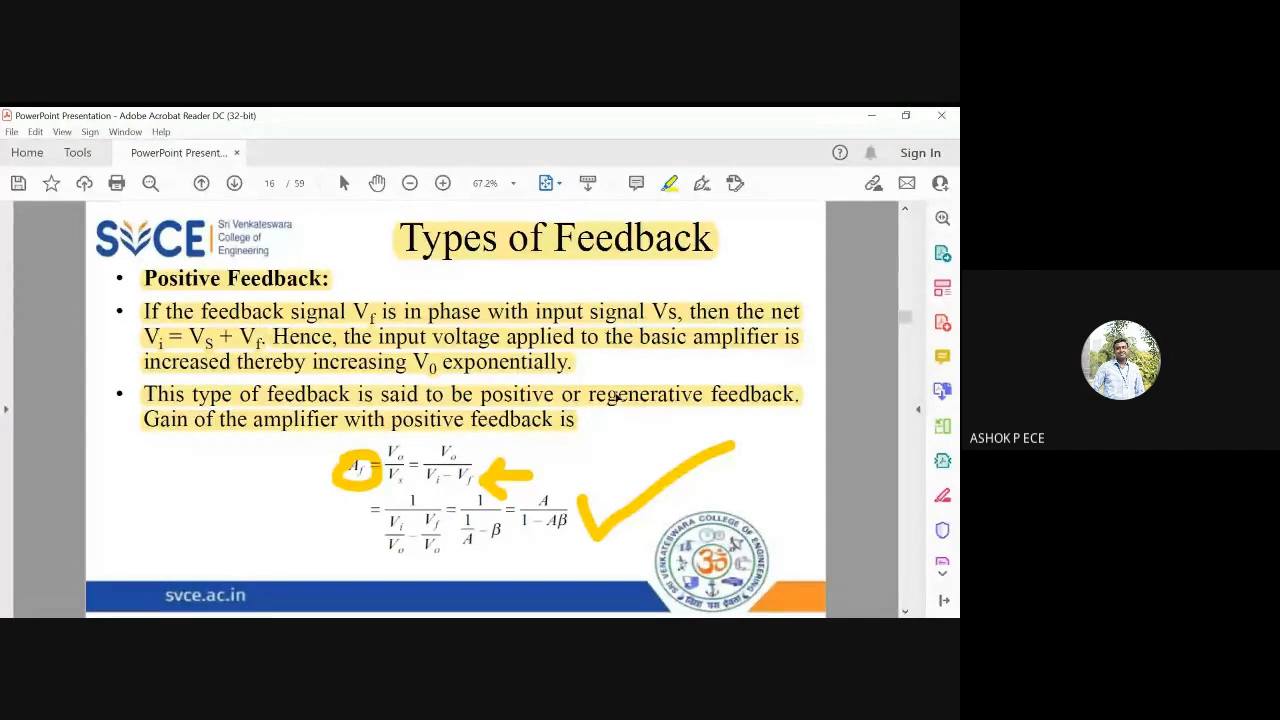 PowerPoint Presentation - Adobe Acrobat Reader DC (32-bit)
File Edit View Sign Window Help
Home Tools PowerPoint Present... × Sign In
16 / 59 67.2%
SVCE Sri Venkateswara
College of
Engineering
Types of Feedback
• Positive Feedback:
• If the feedback signal Vf is in phase with input signal Vs, then the net
Vi = VS + Vf. Hence, the input voltage applied to the basic amplifier is
increased thereby increasing V0 exponentially.
• This type of feedback is said to be positive or regenerative feedback.
Gain of the amplifier with positive feedback is
Af = Vo/Vs = Vo/(Vi − Vf)
= 1/(Vi/Vo − Vf/Vo) = 1/(1/A − β) = A/(1 − Aβ)
SRI VENKATESWARA COLLEGE OF ENGINEERING
svce.ac.in
ASHOK P ECE